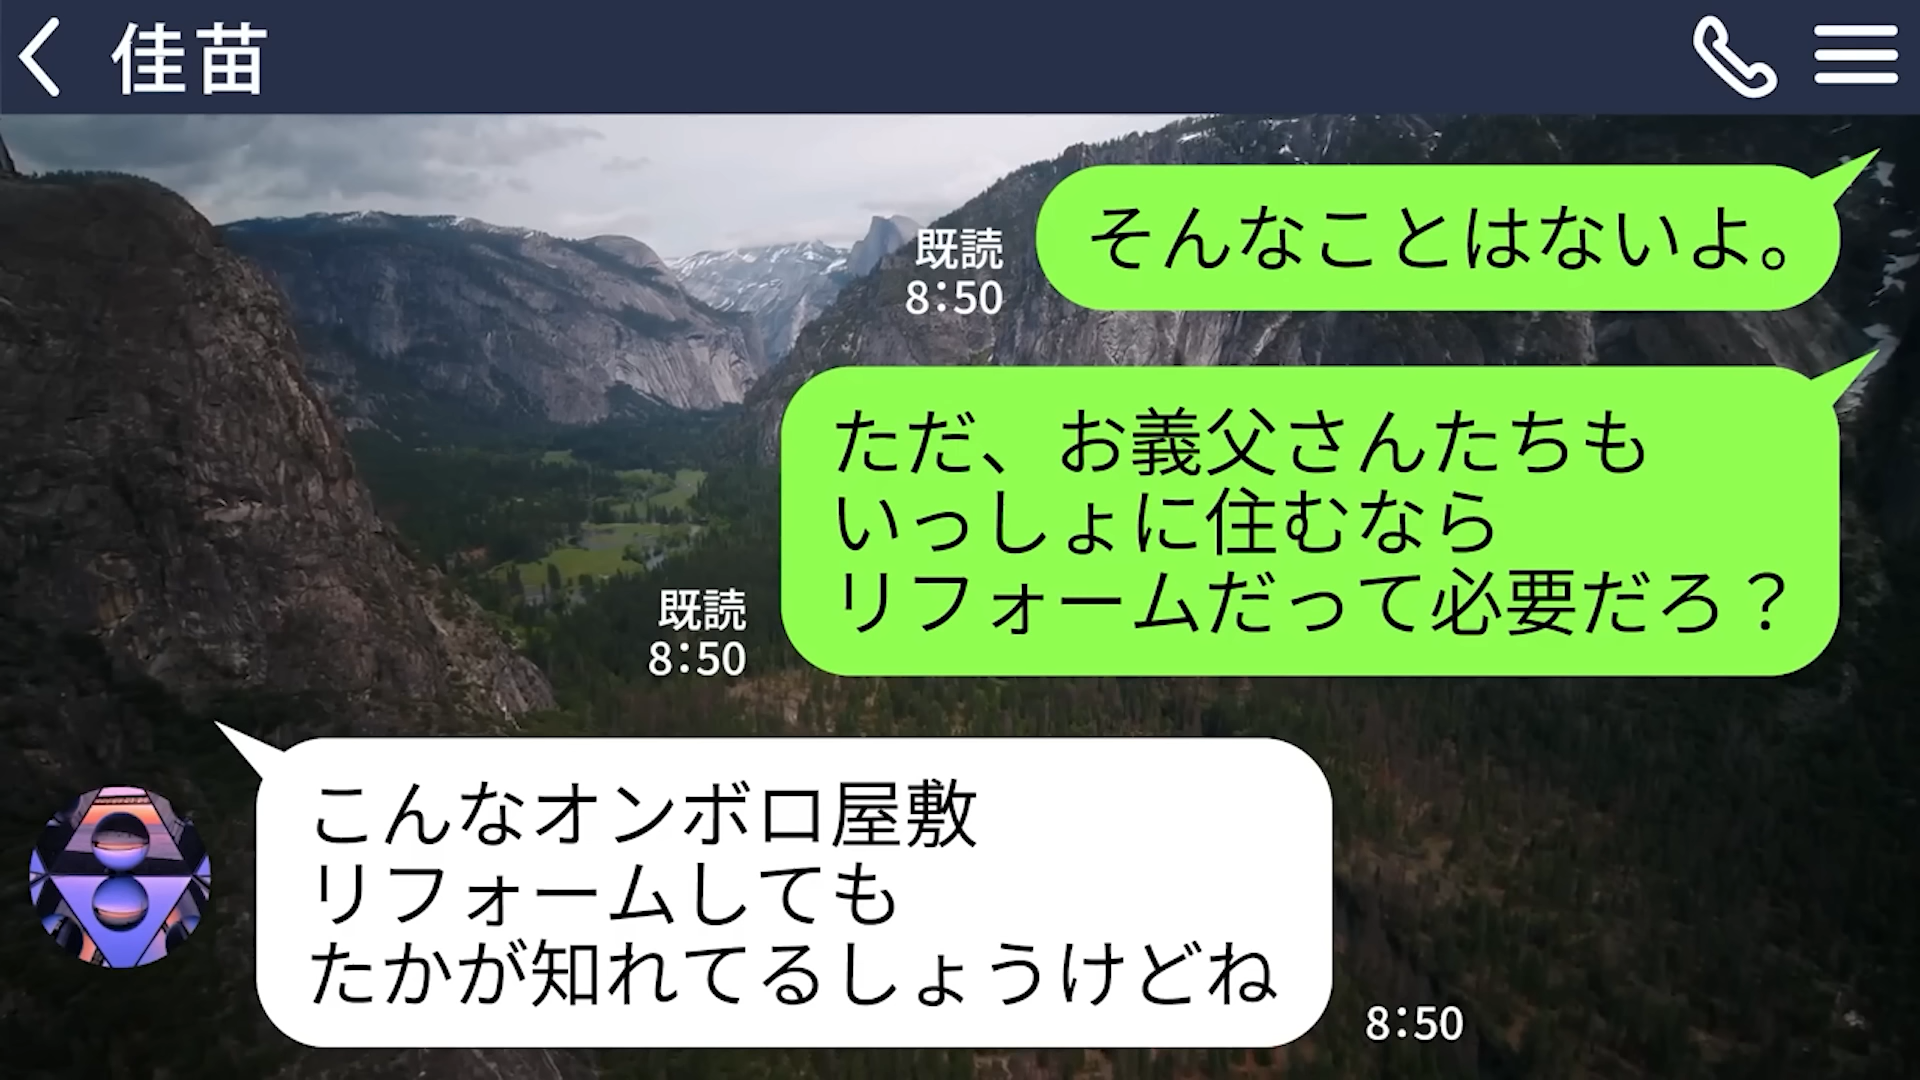 佳苗
そんなことはないよ。
既読
8:50
ただ、お義父さんたちも
いっしょに住むなら
リフォームだって必要だろ？
既読
8:50
こんなオンボロ屋敷
リフォームしても
たかが知れてるしょうけどね
8:50